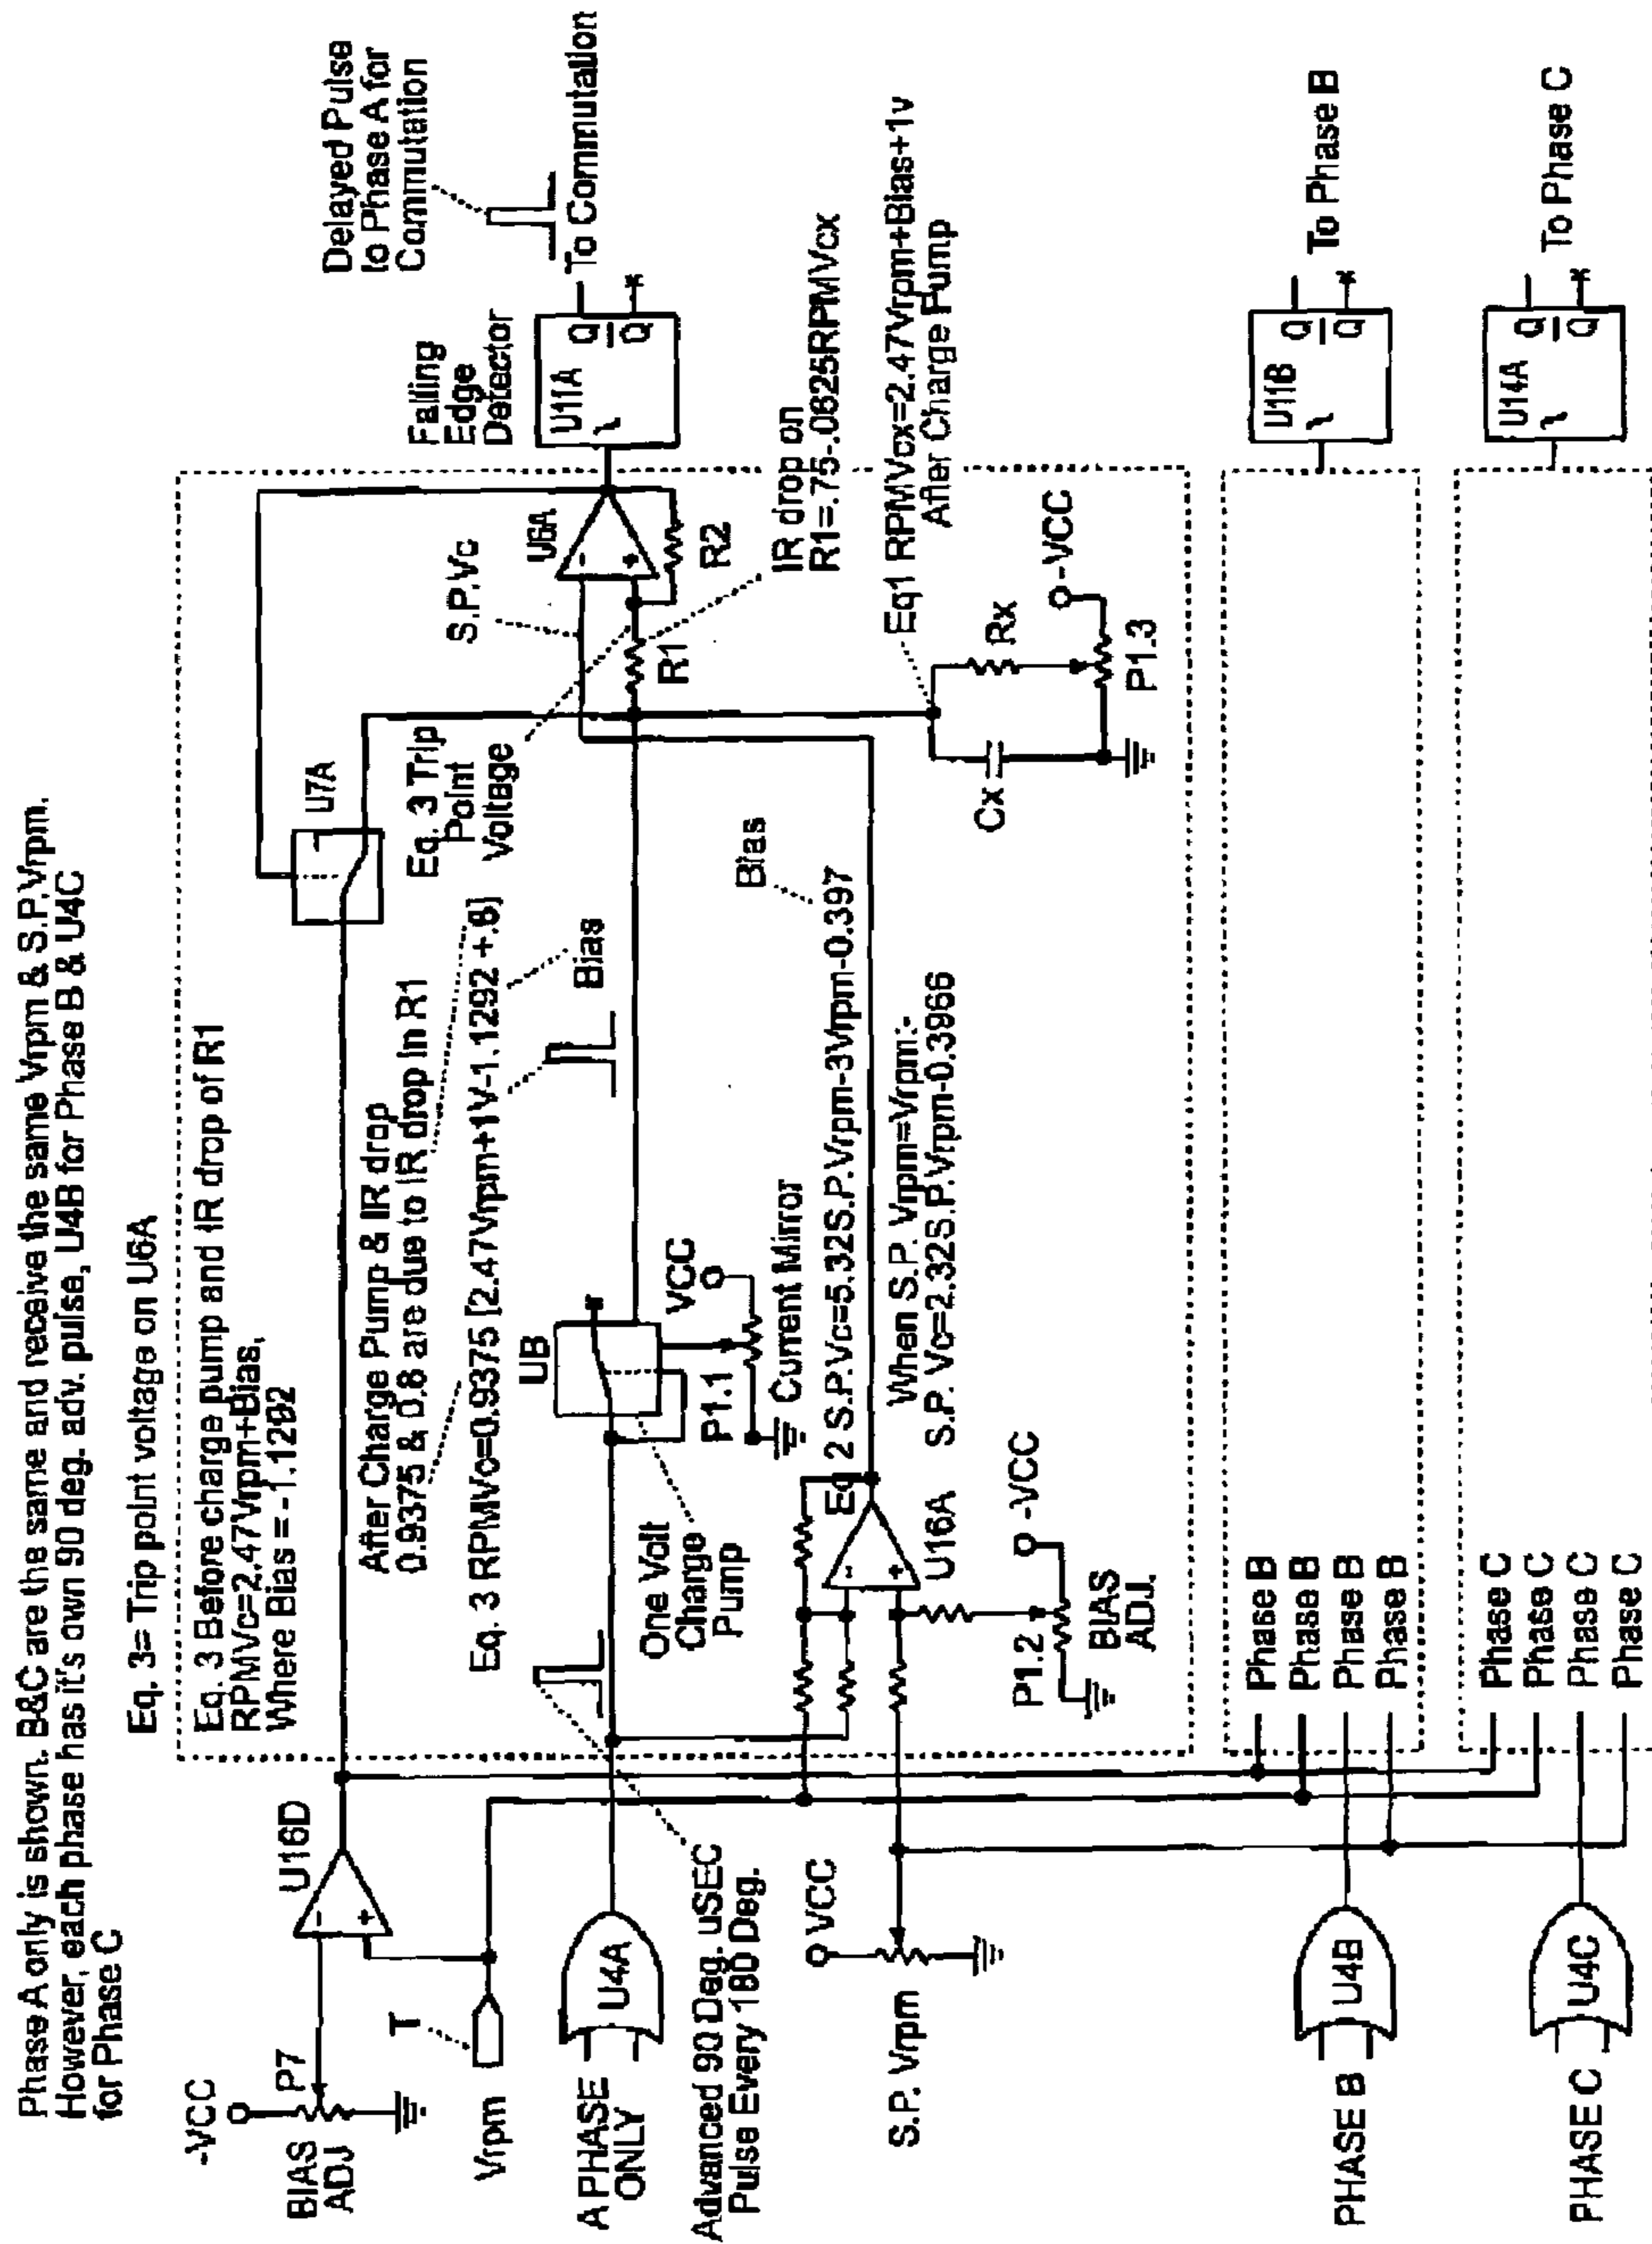 Phase A only is shown. B&C are the same and receive the same Vrpm & S.P.Vrpm.
However, each phase has it's own 90 deg. adv. pulse, U4B for Phase B & U4C
for Phase C
Eq. 3= Trip point voltage on U6A
Eq. 3 Before charge pump and IR drop of R1
RPMVc=2.47Vrpm+Bias,
Where Bias = -1.1292
-VCC
P7
BIAS
ADJ
U16D
T
Vrpm
U7A
After Charge Pump & IR drop
0.9375 & 0.8 are due to IR drop in R1
Eq. 3 RPMVc=0.9375 [2.47Vrpm+1V-1.1292 +.8]
Bias
Eq. 3 Trip
Point
Voltage
S.P.Vc
U6A
-
+
R1
R2
Falling
Edge
Detector
U11A
Q
Q
Delayed Pulse
to Phase A for
Commutation
To Commutation
IR drop on
R1=.75-.0625RPMVcx
Eq1 RPMVcx=2.47Vrpm+Bias+1v
After Charge Pump
A PHASE
ONLY
U4A
Advanced 90 Deg. uSEC
Pulse Every 180 Deg.
One Volt
Charge
Pump
UB
P1.1
VCC
Current Mirror
Cx
Rx
-VCC
P1.3
Bias
Eq 2 S.P.Vc=5.32S.P.Vrpm-3Vrpm-0.397
When S.P. Vrpm=Vrpm:-
S.P. Vc=2.32S.P.Vrpm-0.3966
VCC
S.P. Vrpm
U16A
-
+
-VCC
P1.2
BIAS
ADJ.
PHASE B
U4B
Phase B
Phase B
Phase B
Phase B
U11B
Q
Q
To Phase B
PHASE C
U4C
Phase C
Phase C
Phase C
Phase C
U14A
Q
Q
To Phase C